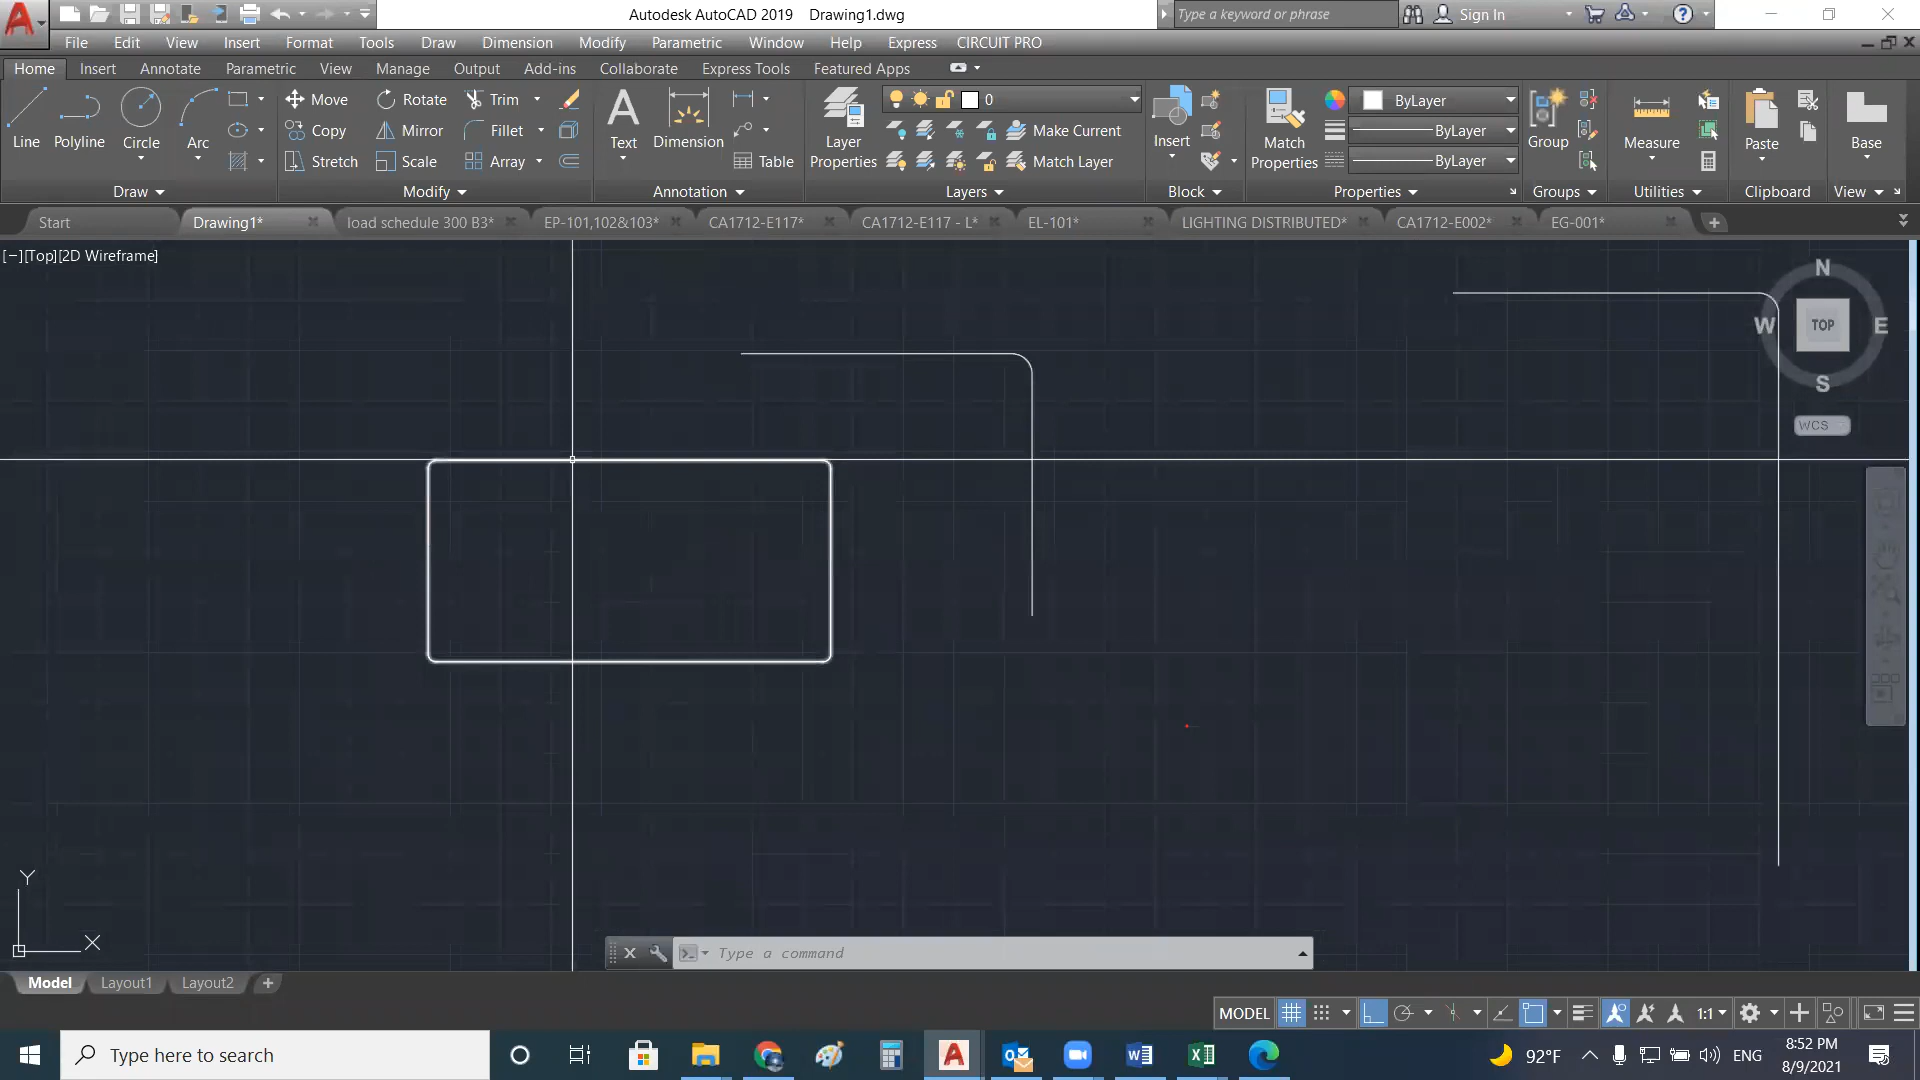 Autodesk AutoCAD 2019 Drawing1.dwg
Type a keyword or phrase
Sign In
File Edit View Insert Format Tools Draw Dimension Modify Parametric Window Help Express CIRCUIT PRO
Home Insert Annotate Parametric View Manage Output Add-ins Collaborate Express Tools Featured Apps
Line Polyline Circle Arc
Move Rotate Trim
Copy Mirror Fillet
Stretch Scale Array
Text Dimension Table
Layer Properties
0
Make Current
Match Layer
Insert
Match Properties
ByLayer
ByLayer
ByLayer
Group
Measure
Paste
Base
Draw Modify Annotation Layers Block Properties Groups Utilities Clipboard View
Start Drawing1* load schedule 300 B3* EP-101,102&103* CA1712-E117* CA1712-E117 - L* EL-101* LIGHTING DISTRIBUTED* CA1712-E002* EG-001*
[−][Top][2D Wireframe]
N
W TOP E
S
WCS
Y
X
Type a command
Model Layout1 Layout2
MODEL 1:1
Type here to search
92°F
ENG
8:52 PM
8/9/2021